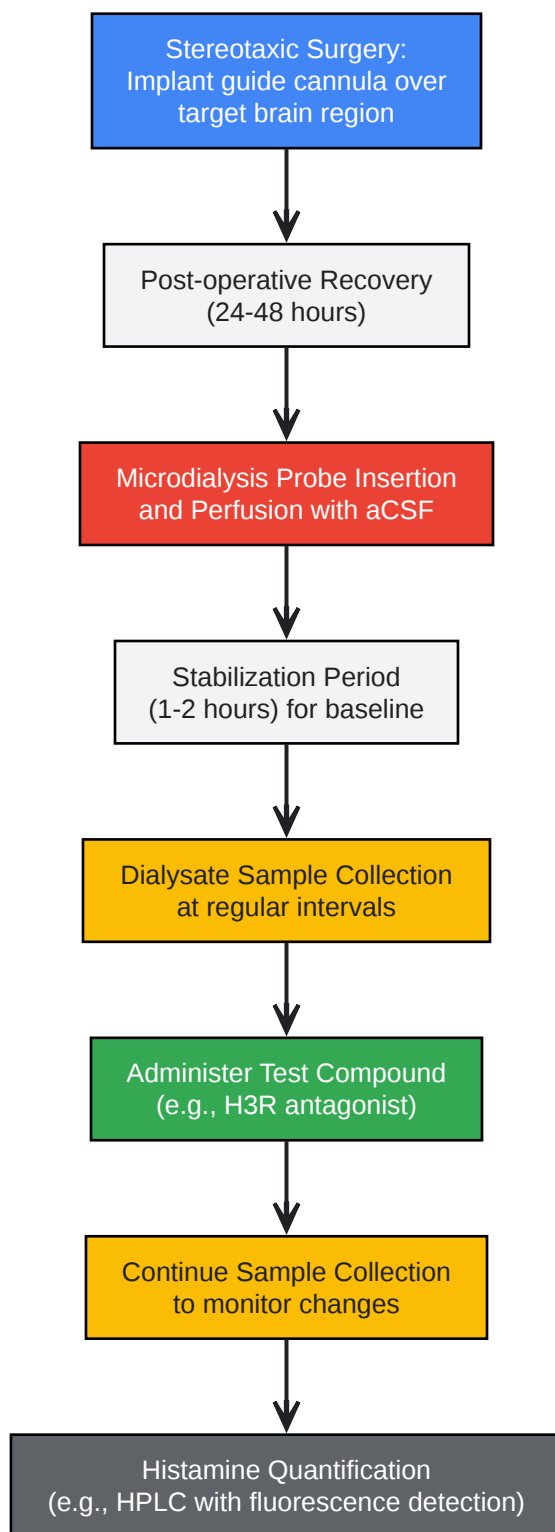 Stereotaxic Surgery:
Implant guide cannula over
target brain region
Post-operative Recovery
(24-48 hours)
Microdialysis Probe Insertion
and Perfusion with aCSF
Stabilization Period
(1-2 hours) for baseline
Dialysate Sample Collection
at regular intervals
Administer Test Compound
(e.g., H3R antagonist)
Continue Sample Collection
to monitor changes
Histamine Quantification
(e.g., HPLC with fluorescence detection)